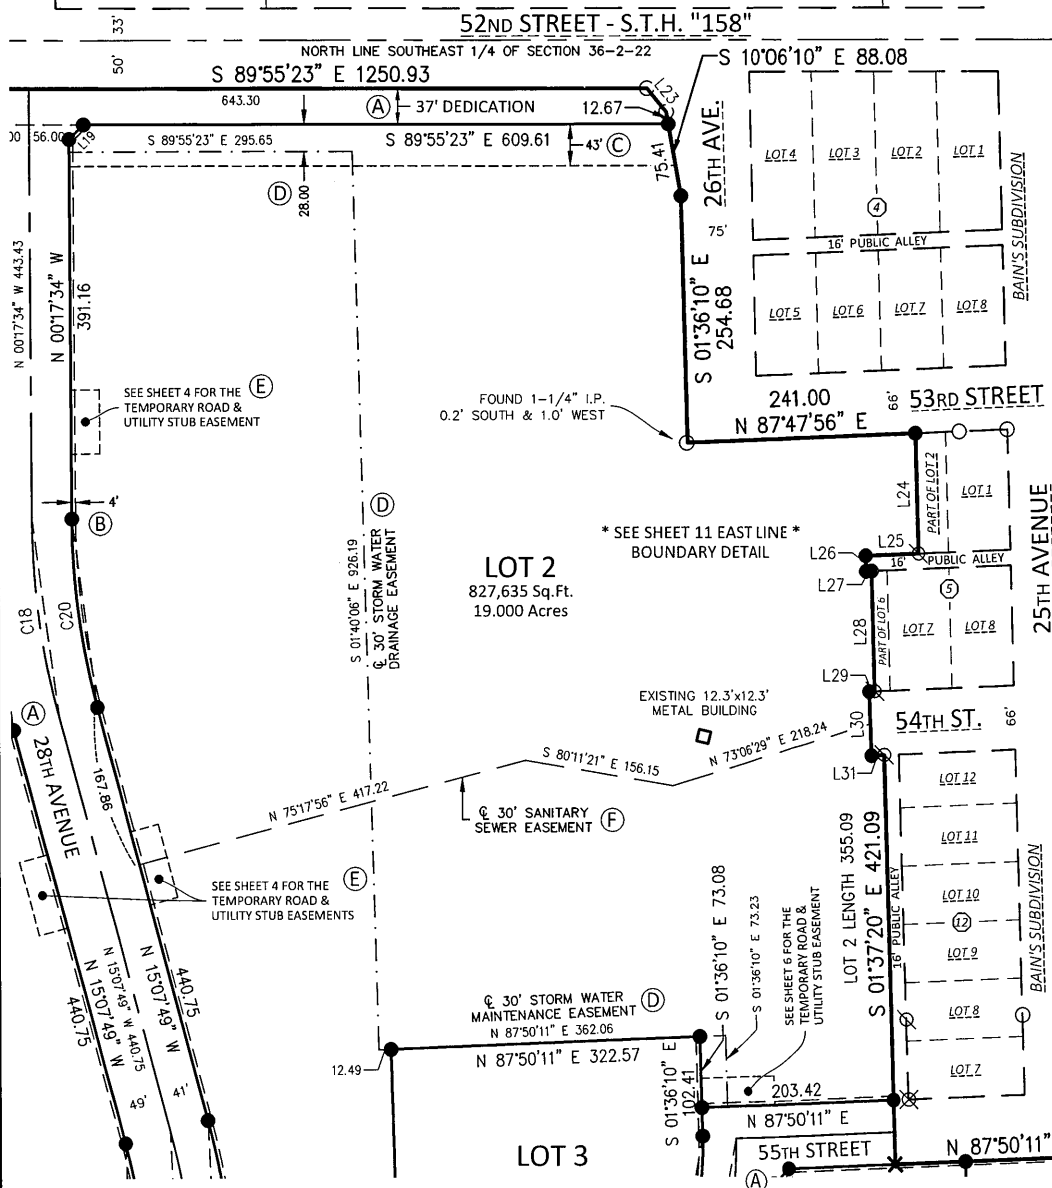 52ND STREET - S.T.H. "158"
33'
50'
NORTH LINE SOUTHEAST 1/4 OF SECTION 36-2-22
S 89°55'23" E 1250.93
S 10°06'10" E 88.08
L23
643.30
Ⓐ 37' DEDICATION
12.67
56.00
L19
S 89°55'23" E 295.65
S 89°55'23" E 609.61
43' Ⓒ
75.41
26TH AVE.
75'
Ⓓ
28.00
LOT 4
LOT 3
LOT 2
LOT 1
④
16' PUBLIC ALLEY
LOT 5
LOT 6
LOT 7
LOT 8
BAIN'S SUBDIVISION
N 00°17'34" W 443.43
N 00°17'34" W
391.16
S 01°36'10" E
254.68
SEE SHEET 4 FOR THE Ⓔ
TEMPORARY ROAD &
UTILITY STUB EASEMENT
FOUND 1-1/4" I.P.
0.2' SOUTH & 1.0' WEST
241.00
N 87°47'56" E
66'
53RD STREET
4'
Ⓑ
Ⓓ
S 01°40'06" E 926.19
℄ 30' STORM WATER
DRAINAGE EASEMENT
* SEE SHEET 11 EAST LINE *
BOUNDARY DETAIL
LOT 2
827,635 Sq.Ft.
19.000 Acres
L24
PART OF LOT 2
LOT 1
L25
L26
16'
PUBLIC ALLEY
L27
⑤
25TH AVENUE
L28
PART OF LOT 6
LOT 7
LOT 8
C18
C20
L29
L30
54TH ST.
66'
L31
EXISTING 12.3'x12.3'
METAL BUILDING
Ⓐ
28TH AVENUE
167.86
N 75°17'56" E 417.22
S 80°11'21" E 156.15
N 73°06'29" E 218.24
℄ 30' SANITARY
SEWER EASEMENT Ⓕ
SEE SHEET 4 FOR THE Ⓔ
TEMPORARY ROAD &
UTILITY STUB EASEMENTS
LOT 2 LENGTH 355.09
S 01°37'20" E 421.09
16' PUBLIC ALLEY
LOT 12
LOT 11
LOT 10
⑫
LOT 9
LOT 8
LOT 7
BAIN'S SUBDIVISION
N 15°07'49" W
440.75
N 15°07'49" W 440.75
N 15°07'49" W
440.75
49'
41'
℄ 30' STORM WATER
MAINTENANCE EASEMENT Ⓓ
N 87°50'11" E 362.06
12.49
N 87°50'11" E 322.57
S 01°36'10" E
102.41
S 01°36'10" E 73.08
S 01°36'10" E 73.23
SEE SHEET 6 FOR THE
TEMPORARY ROAD &
UTILITY STUB EASEMENT
203.42
N 87°50'11" E
LOT 3
55TH STREET
N 87°50'11"
Ⓐ